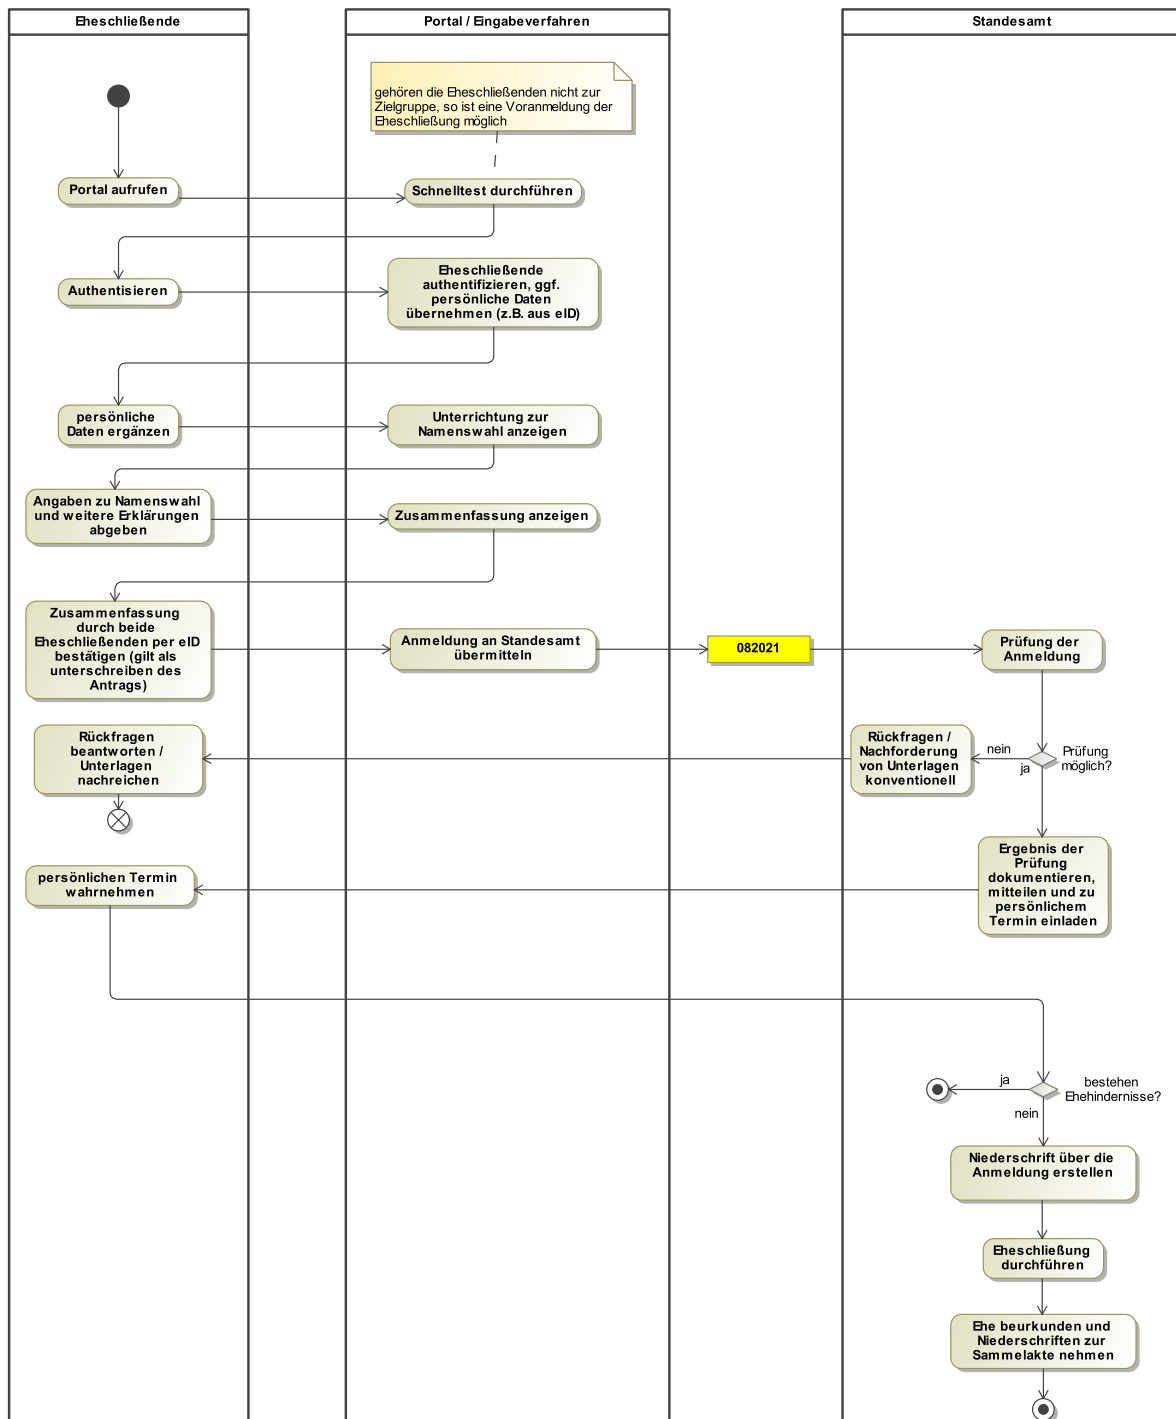 Eheschließende
Portal / Eingabeverfahren
Standesamt
gehören die Eheschließenden nicht zur
Zielgruppe, so ist eine Voranmeldung der
Eheschließung möglich
Portal aufrufen
Schnelltest durchführen
Authentisieren
Eheschließende
authentifizieren, ggf.
persönliche Daten
übernehmen (z.B. aus eID)
persönliche
Daten ergänzen
Unterrichtung zur
Namenswahl anzeigen
Angaben zu Namenswahl
und weitere Erklärungen
abgeben
Zusammenfassung anzeigen
Zusammenfassung
durch beide
Eheschließenden per eID
bestätigen (gilt als
unterschreiben des
Antrags)
Anmeldung an Standesamt
übermitteln
082021
Prüfung der
Anmeldung
Rückfragen
beantworten /
Unterlagen
nachreichen
Rückfragen /
Nachforderung
von Unterlagen
konventionell
nein
ja
Prüfung
möglich?
Ergebnis der
Prüfung
dokumentieren,
mitteilen und zu
persönlichem
Termin einladen
persönlichen Termin
wahrnehmen
ja
bestehen
Ehehindernisse?
nein
Niederschrift über die
Anmeldung erstellen
Eheschließung
durchführen
Ehe beurkunden und
Niederschriften zur
Sammelakte nehmen